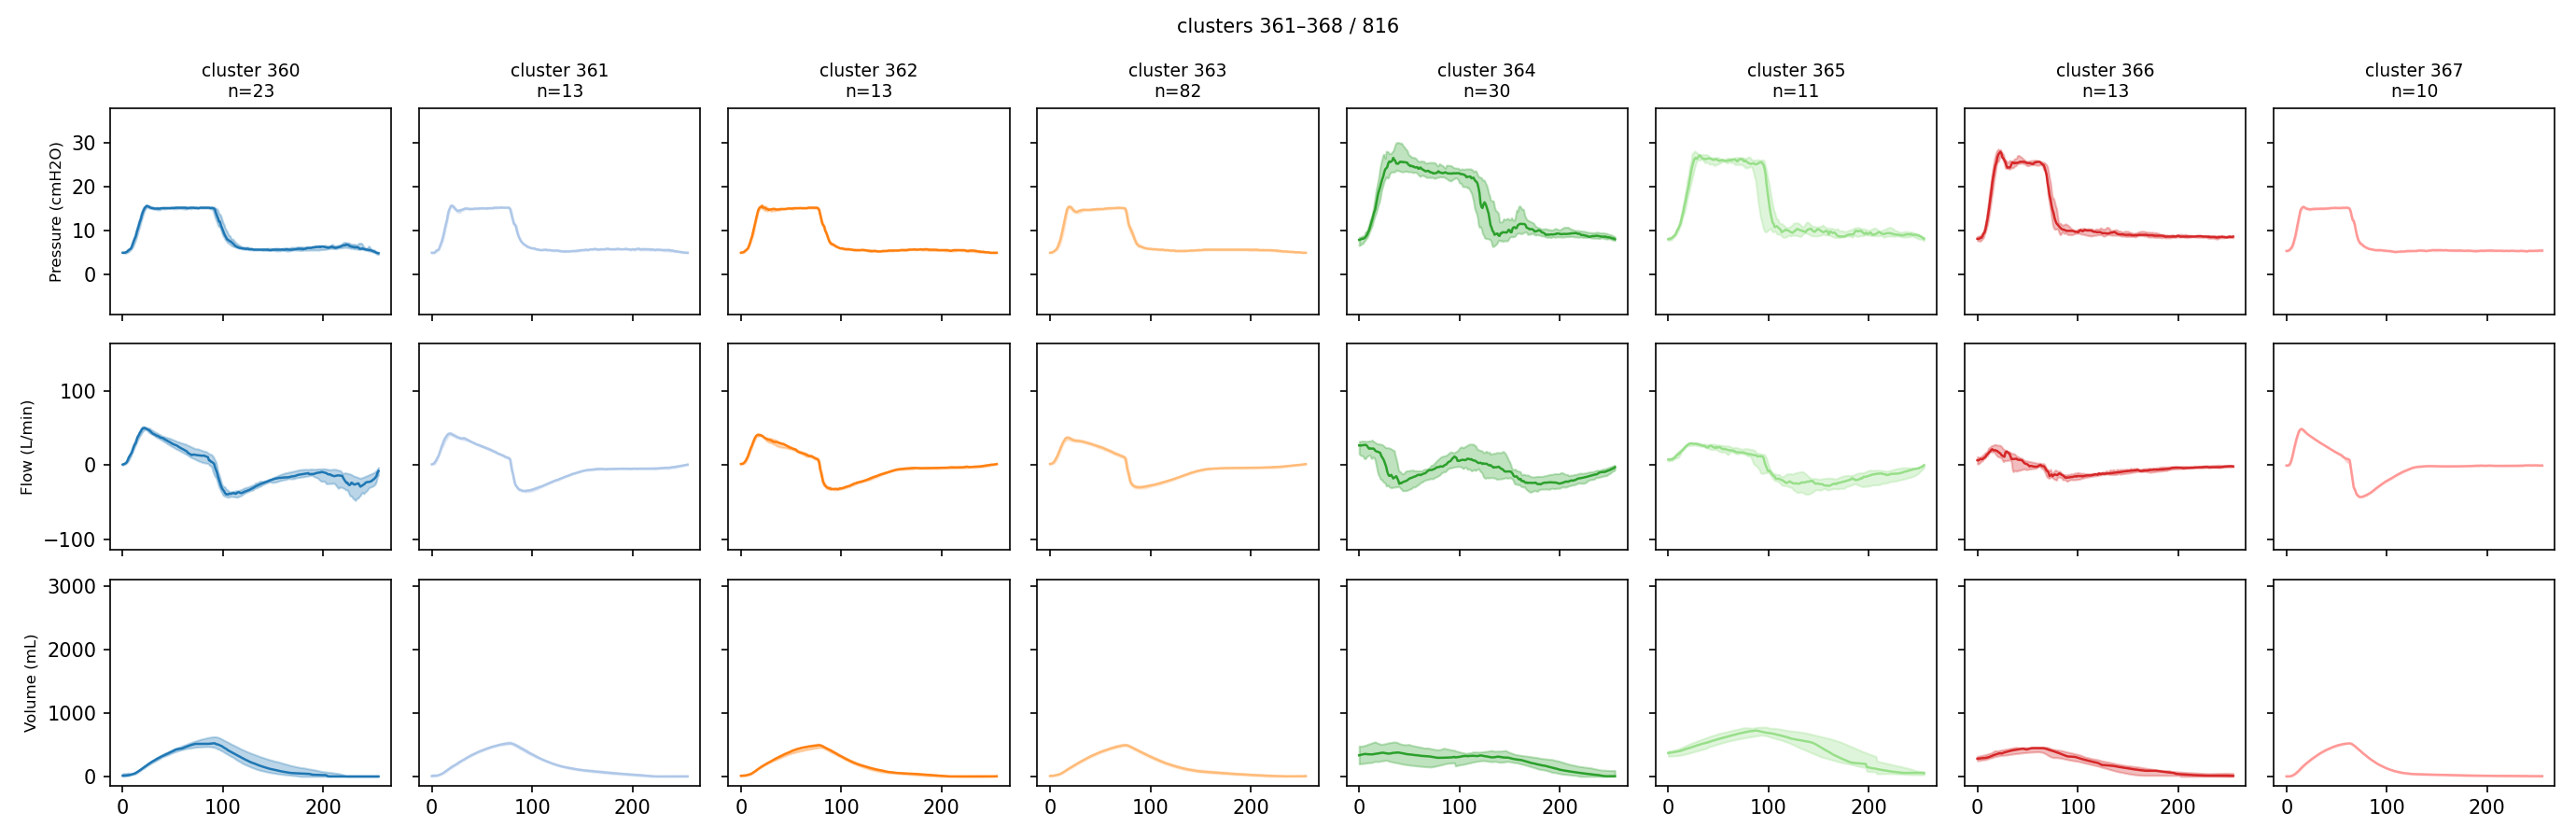 clusters 361–368 / 816
cluster 360
n=23
cluster 361
n=13
cluster 362
n=13
cluster 363
n=82
cluster 364
n=30
cluster 365
n=11
cluster 366
n=13
cluster 367
n=10
Pressure (cmH2O)
30
20
10
0
Flow (L/min)
100
0
−100
Volume (mL)
3000
2000
1000
0
0 100 200
0 100 200
0 100 200
0 100 200
0 100 200
0 100 200
0 100 200
0 100 200